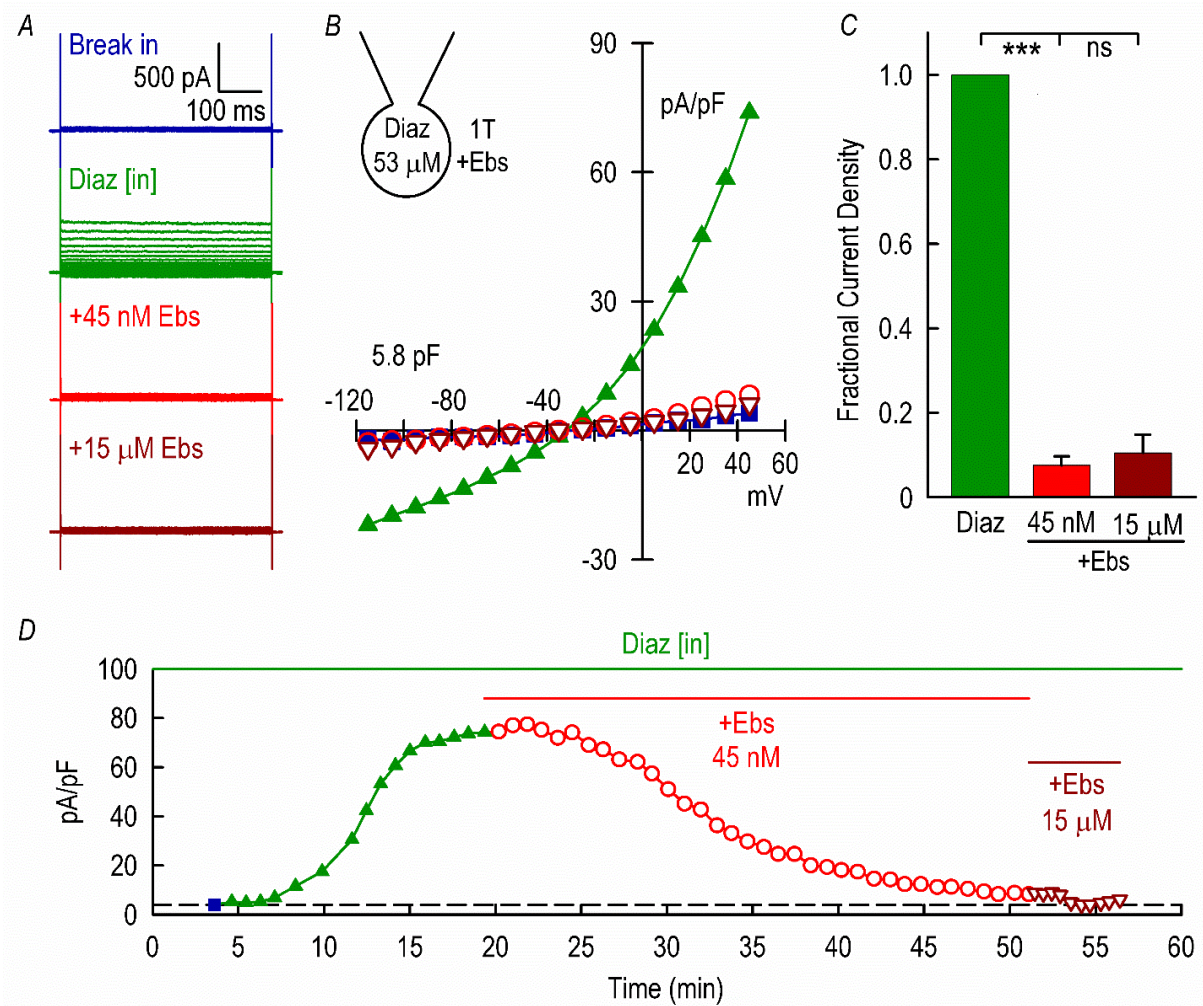 A
Break in
500 pA
100 ms
Diaz [in]
+45 nM Ebs
+15 μM Ebs
B
Diaz
53 μM
1T
+Ebs
pA/pF
90
60
30
-30
5.8 pF
-120
-80
-40
20
40
60
mV
C
***
ns
Fractional Current Density
1.0
0.8
0.6
0.4
0.2
0
Diaz
45 nM
15 μM
+Ebs
D
Diaz [in]
+Ebs
45 nM
+Ebs
15 μM
pA/pF
100
80
60
40
20
0
0 5 10 15 20 25 30 35 40 45 50 55 60
Time (min)